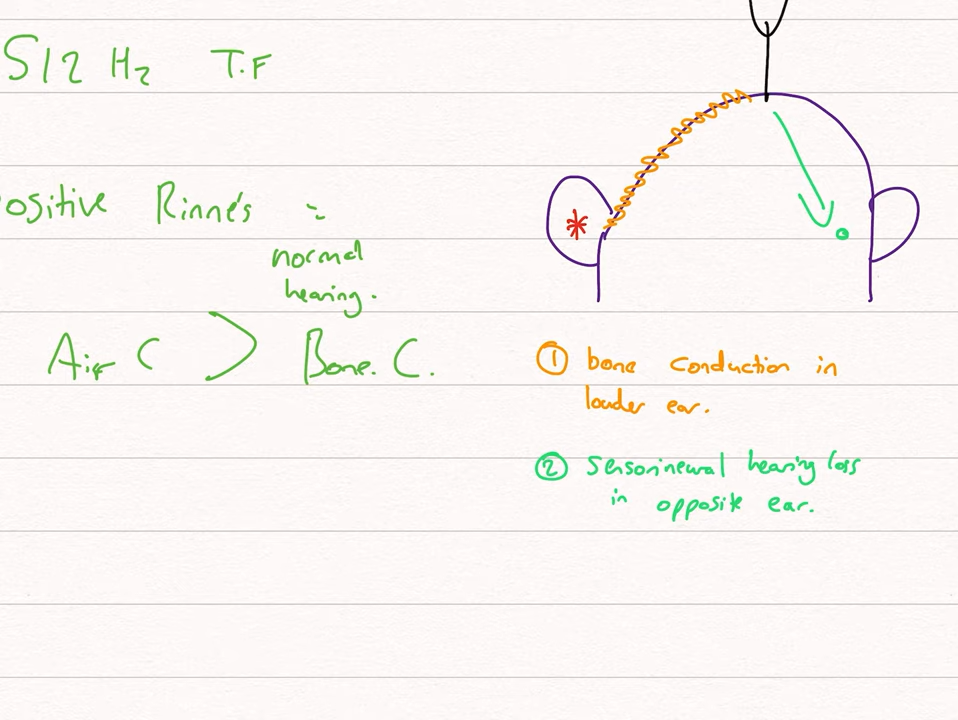 512 Hz T.F
ositive Rinne's =
normal
hearing.
Air C > Bone. C.
① bone conduction in
louder ear.
② Sensorineural hearing loss
in opposite ear.